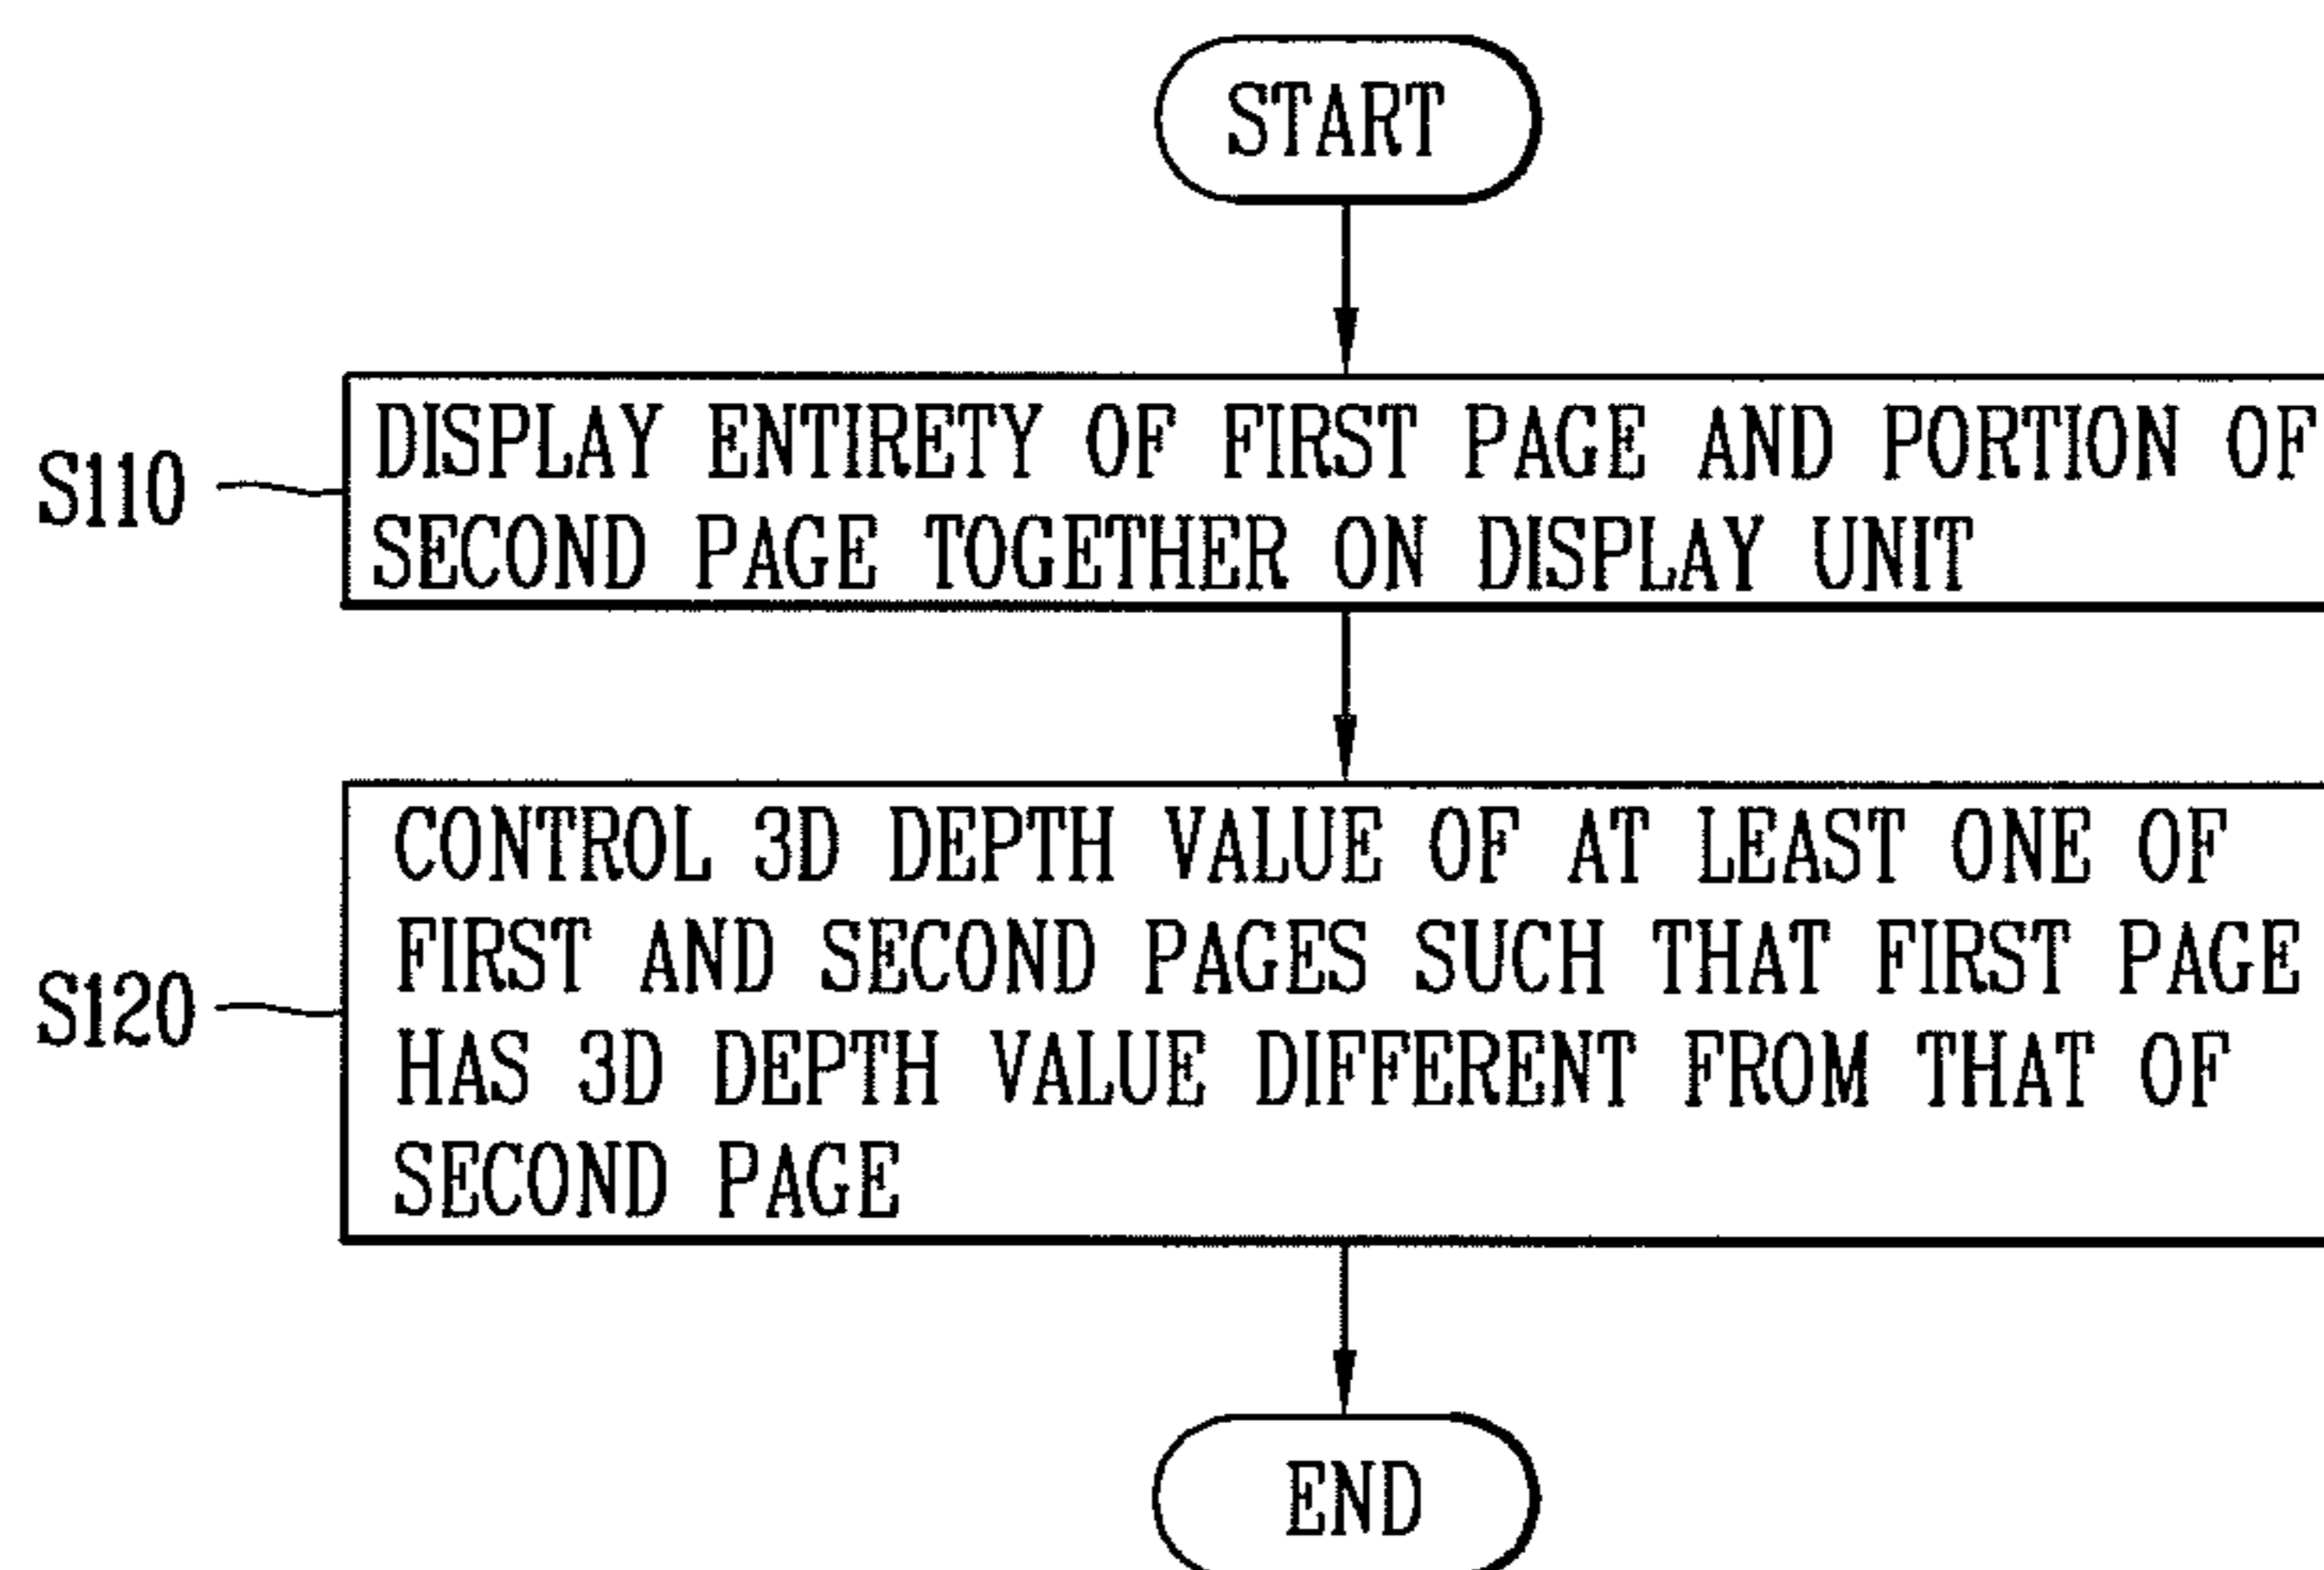 START
S110
DISPLAY ENTIRETY OF FIRST PAGE AND PORTION OF
SECOND PAGE TOGETHER ON DISPLAY UNIT
S120
CONTROL 3D DEPTH VALUE OF AT LEAST ONE OF
FIRST AND SECOND PAGES SUCH THAT FIRST PAGE
HAS 3D DEPTH VALUE DIFFERENT FROM THAT OF
SECOND PAGE
END